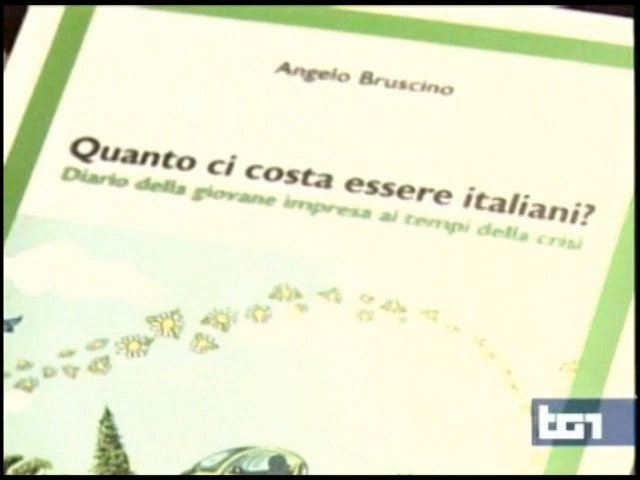 Angelo Bruscino
Quanto ci costa essere italiani?
Diario della giovane impresa ai tempi della crisi
tg1